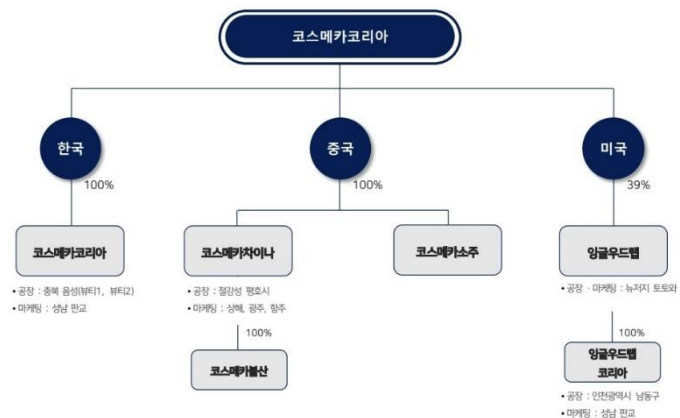 코스메카코리아
한국
중국
미국
100%
100%
39%
코스메카코리아
코스메카차이나
코스메카소주
잉글우드랩
• 공장 : 충북 음성(뷰티1, 뷰티2)
• 마케팅 : 성남 판교
• 공장 : 절강성 평호시
• 마케팅 : 상해, 광주, 항주
• 공장 · 마케팅 : 뉴저지 토토와
100%
100%
코스메카불산
잉글우드랩
코리아
• 공장 : 인천광역시 남동구
• 마케팅 : 성남 판교